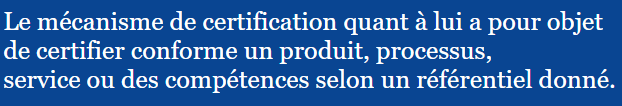 Le mécanisme de certification quant à lui a pour objet
de certifier conforme un produit, processus,
service ou des compétences selon un référentiel donné.